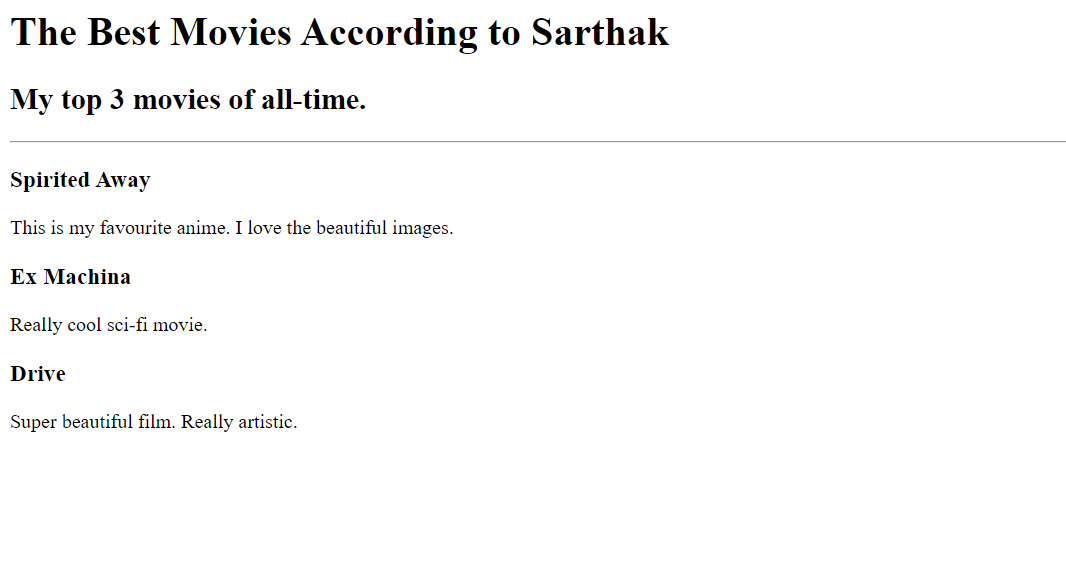 The Best Movies According to Sarthak
My top 3 movies of all-time.
Spirited Away
This is my favourite anime. I love the beautiful images.
Ex Machina
Really cool sci-fi movie.
Drive
Super beautiful film. Really artistic.